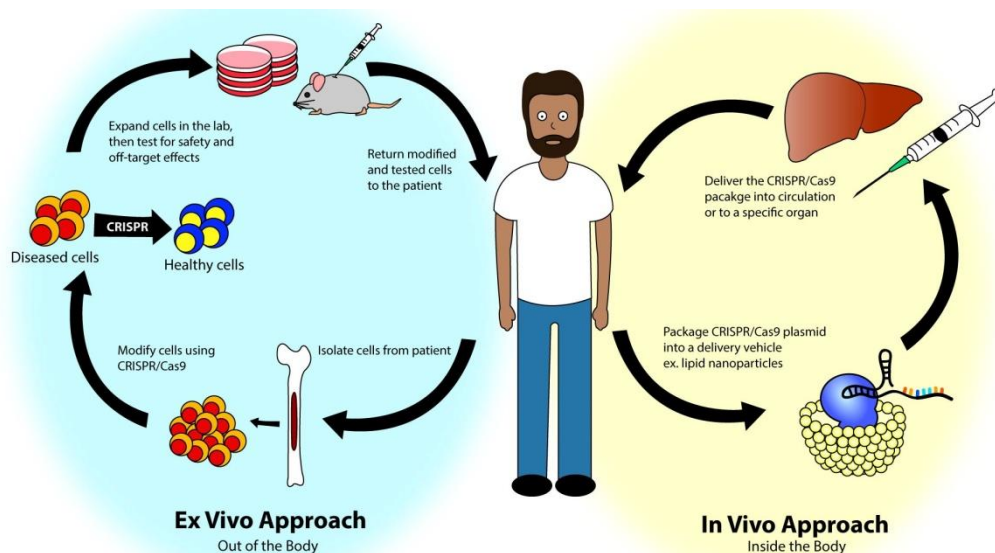 Expand cells in the lab,
then test for safety and
off-target effects
Return modified
and tested cells
to the patient
CRISPR
Diseased cells
Healthy cells
Modify cells using
CRISPR/Cas9
Isolate cells from patient
Ex Vivo Approach
Out of the Body
Deliver the CRISPR/Cas9
pacakge into circulation
or to a specific organ
Package CRISPR/Cas9 plasmid
into a delivery vehicle
ex. lipid nanoparticles
In Vivo Approach
Inside the Body